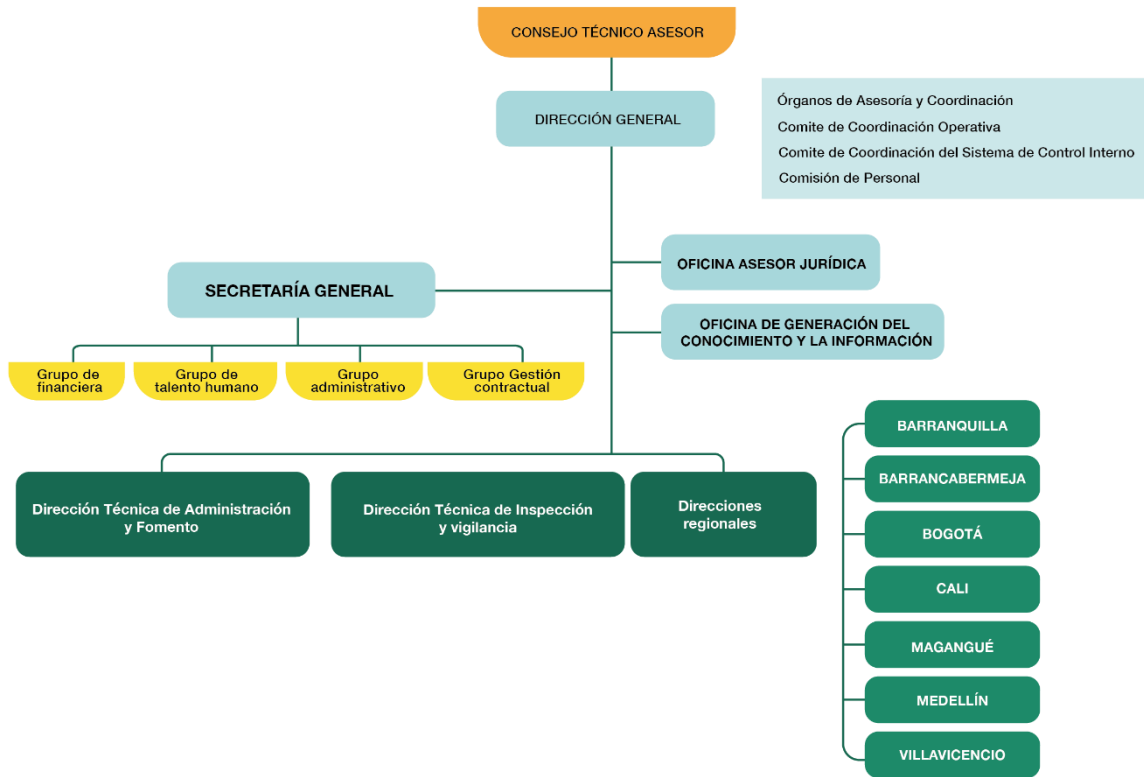 CONSEJO TÉCNICO ASESOR
DIRECCIÓN GENERAL
Órganos de Asesoría y Coordinación
Comite de Coordinación Operativa
Comite de Coordinación del Sistema de Control Interno
Comisión de Personal
OFICINA ASESOR JURÍDICA
SECRETARÍA GENERAL
OFICINA DE GENERACIÓN DEL
CONOCIMIENTO Y LA INFORMACIÓN
Grupo de
financiera
Grupo de
talento humano
Grupo
administrativo
Grupo Gestión
contractual
Dirección Técnica de Administración
y Fomento
Dirección Técnica de Inspección
y vigilancia
Direcciones
regionales
BARRANQUILLA
BARRANCABERMEJA
BOGOTÁ
CALI
MAGANGUÉ
MEDELLÍN
VILLAVICENCIO